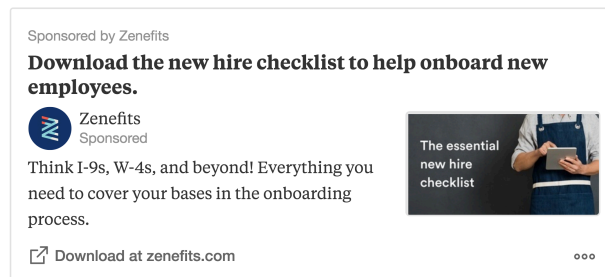 Sponsored by Zenefits
Download the new hire checklist to help onboard new
employees.
Zenefits
Sponsored
The essential
new hire
checklist
Think I-9s, W-4s, and beyond! Everything you
need to cover your bases in the onboarding
process.
Download at zenefits.com